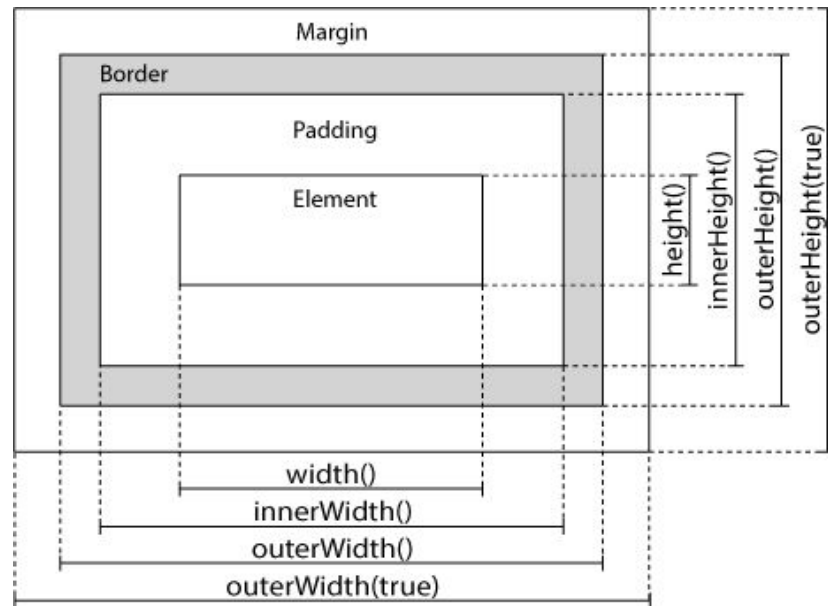 Margin
Border
Padding
Element
height()
innerHeight()
outerHeight()
outerHeight(true)
width()
innerWidth()
outerWidth()
outerWidth(true)